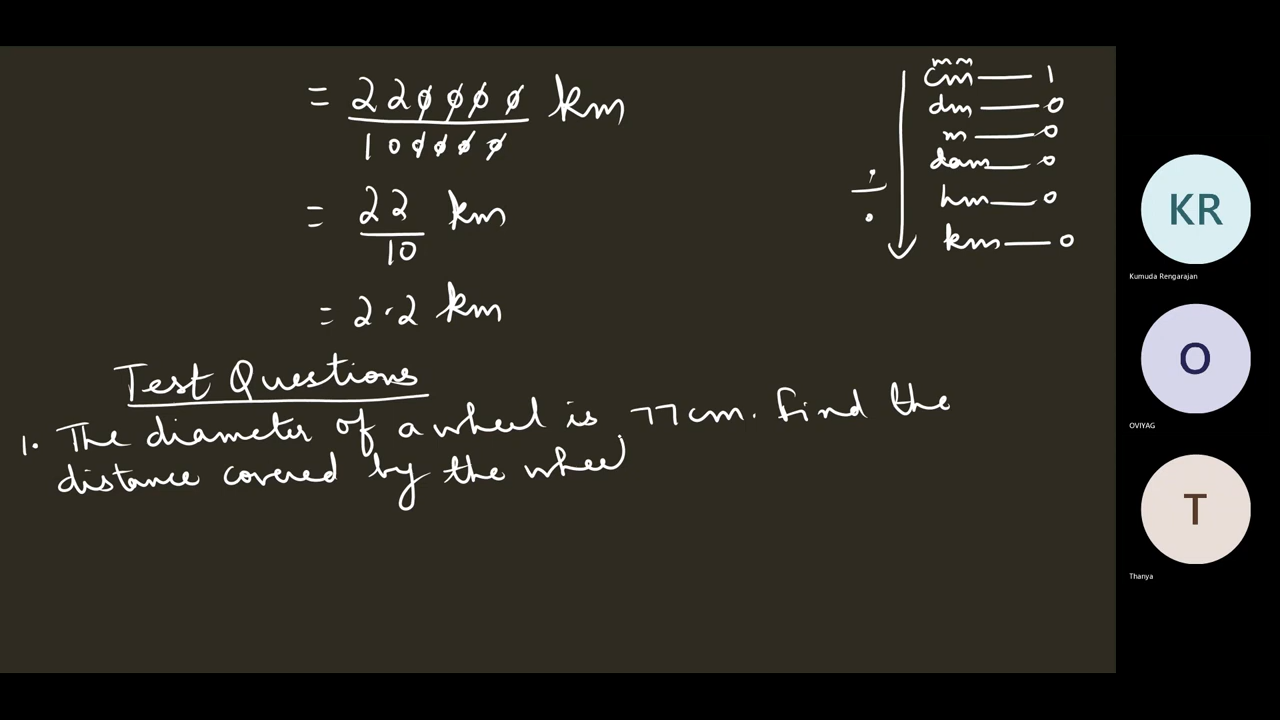 = 220000 / 100000 km
= 22 / 10 km
= 2.2 km
mm
cm — 1
dm — 0
m — 0
dam — 0
hm — 0
km — 0
÷
Test Questions
1. The diameter of a wheel is 77cm. Find the
distance covered by the wheel
KR
Kumuda Rengarajan
O
OVIYAG
T
Thanya